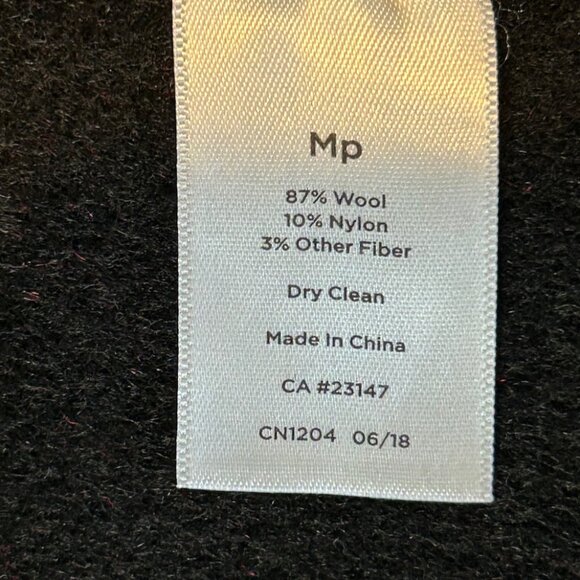 Mp
87% Wool
10% Nylon
3% Other Fiber
Dry Clean
Made In China
CA #23147
CN1204 06/18